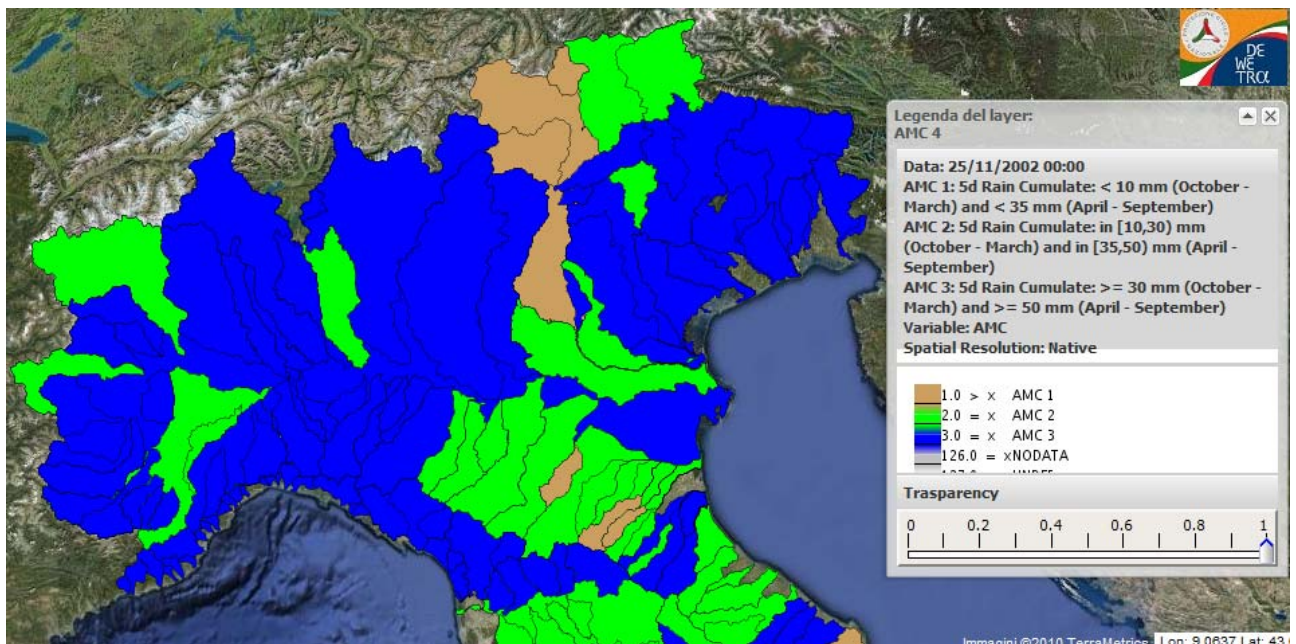 DE
WE
TRα
Legenda del layer:
AMC 4
Data: 25/11/2002 00:00
AMC 1: 5d Rain Cumulate: < 10 mm (October -
March) and < 35 mm (April - September)
AMC 2: 5d Rain Cumulate: in [10,30) mm
(October - March) and in [35,50) mm (April -
September)
AMC 3: 5d Rain Cumulate: >= 30 mm (October -
March) and >= 50 mm (April - September)
Variable: AMC
Spatial Resolution: Native
1.0 > x AMC 1
2.0 = x AMC 2
3.0 = x AMC 3
126.0 = xNODATA
Trasparency
0 0.2 0.4 0.6 0.8 1
Immagini ©2010 TerraMetrics Lon: 9.0637 Lat: 43